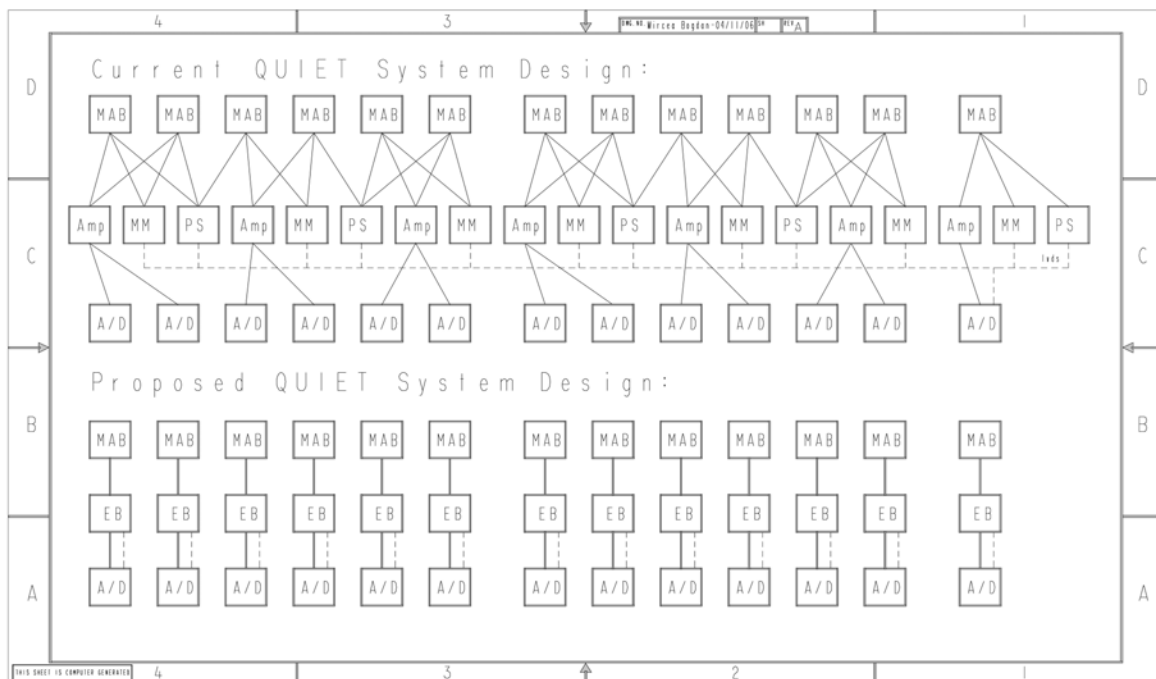 4 3 1
DWG. NO. Mircea Bogdan-04/11/06 SH REV A
D D
Current QUIET System Design:
MAB MAB MAB MAB MAB MAB MAB MAB MAB MAB MAB MAB MAB
Amp MM PS Amp MM PS Amp MM Amp MM PS Amp MM PS Amp MM Amp MM PS
C C
lvds
A/D A/D A/D A/D A/D A/D A/D A/D A/D A/D A/D A/D A/D
Proposed QUIET System Design:
B B
MAB MAB MAB MAB MAB MAB MAB MAB MAB MAB MAB MAB MAB
EB EB EB EB EB EB EB EB EB EB EB EB EB
A/D A/D A/D A/D A/D A/D A/D A/D A/D A/D A/D A/D A/D
A A
THIS SHEET IS COMPUTER GENERATED
4 3 2 1